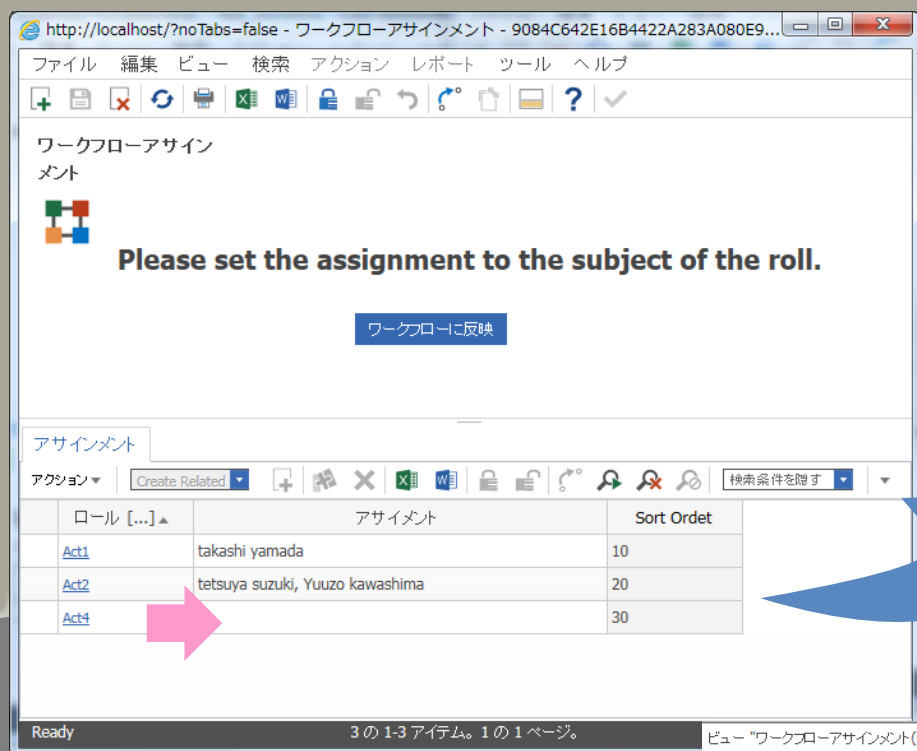 http://localhost/?noTabs=false - ワークフローアサインメント - 9084C642E16B4422A283A080E9...
ファイル 編集 ビュー 検索 アクション レポート ツール ヘルプ
ワークフローアサイン
メント
Please set the assignment to the subject of the roll.
ワークフローに反映
アサインメント
アクション Create Related 検索条件を隠す
ロール [...] アサイメント Sort Ordet
Act1 takashi yamada 10
Act2 tetsuya suzuki, Yuuzo kawashima 20
Act4 30
Ready 3 の 1-3 アイテム。1 の 1 ページ。
ビュー "ワークフローアサインメント(